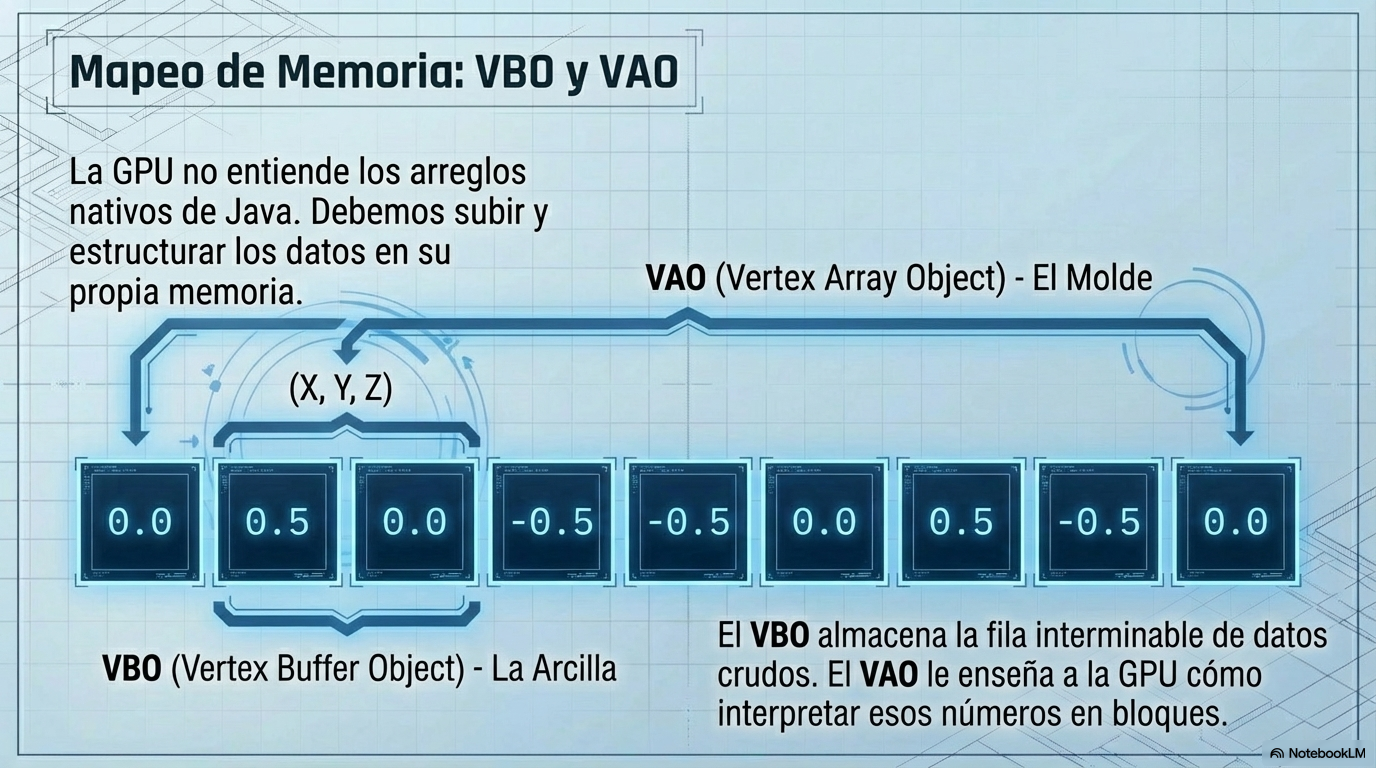 Mapeo de Memoria: VBO y VAO
La GPU no entiende los arreglos
nativos de Java. Debemos subir y
estructurar los datos en su
propia memoria.
VAO (Vertex Array Object) - El Molde
(X, Y, Z)
0.0 0.5 0.0 -0.5 -0.5 0.0 0.5 -0.5 0.0
VBO (Vertex Buffer Object) - La Arcilla
El VBO almacena la fila interminable de datos
crudos. El VAO le enseña a la GPU cómo
interpretar esos números en bloques.
NotebookLM